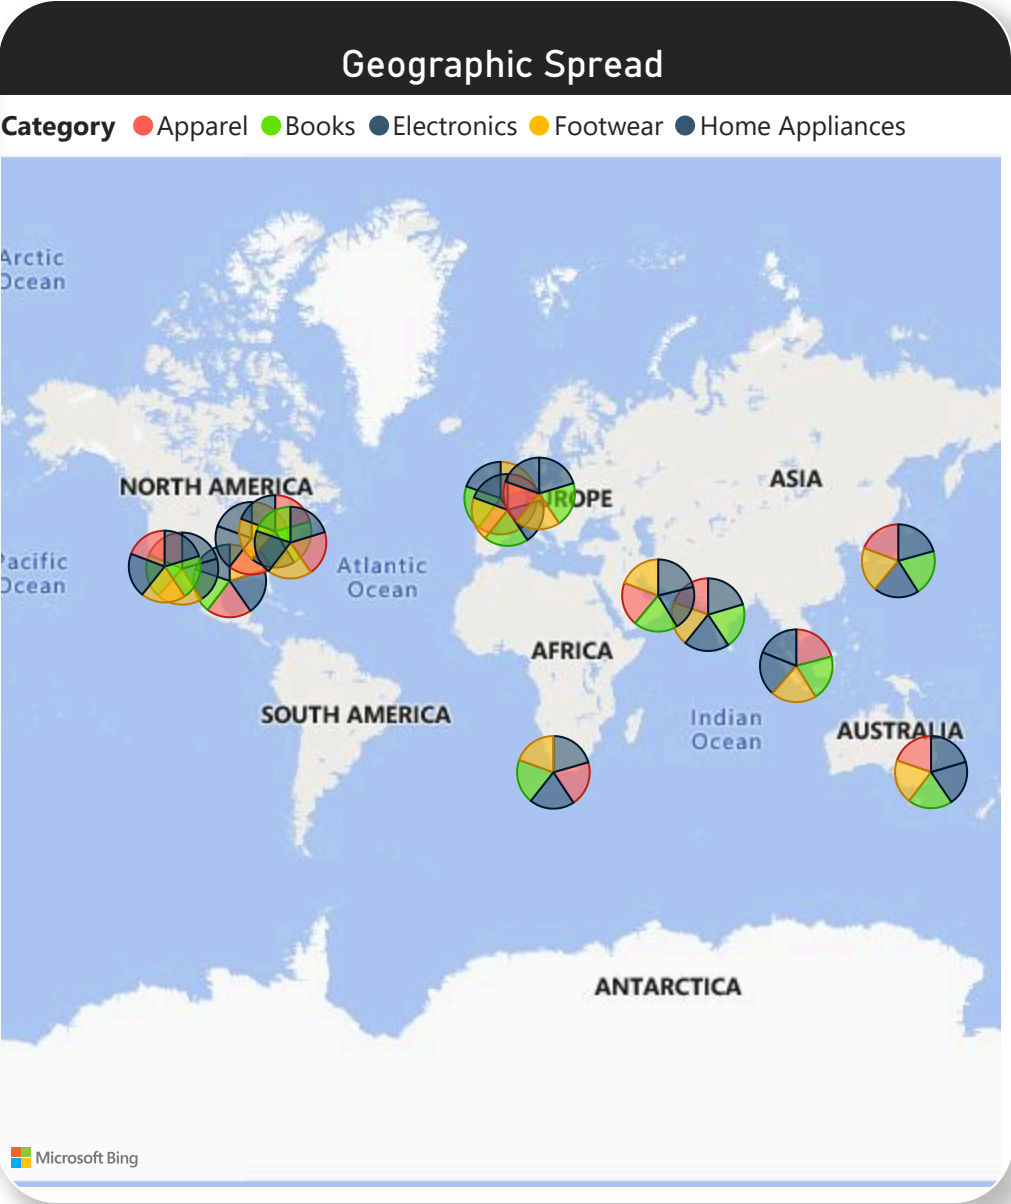 Geographic Spread
Category Apparel Books Electronics Footwear Home Appliances
Arctic
Ocean
NORTH AMERICA
ASIA
EUROPE
Pacific
Ocean
Atlantic
Ocean
AFRICA
SOUTH AMERICA
Indian
Ocean
AUSTRALIA
ANTARCTICA
Microsoft Bing